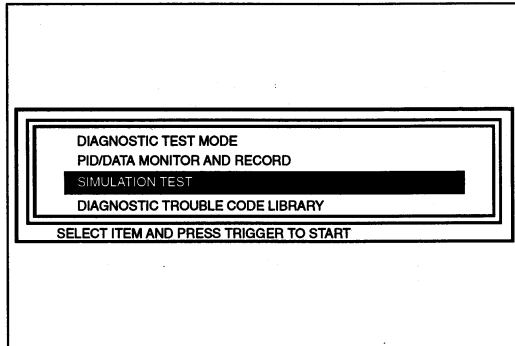 DIAGNOSTIC TEST MODE
PID/DATA MONITOR AND RECORD
SIMULATION TEST
DIAGNOSTIC TROUBLE CODE LIBRARY
SELECT ITEM AND PRESS TRIGGER TO START